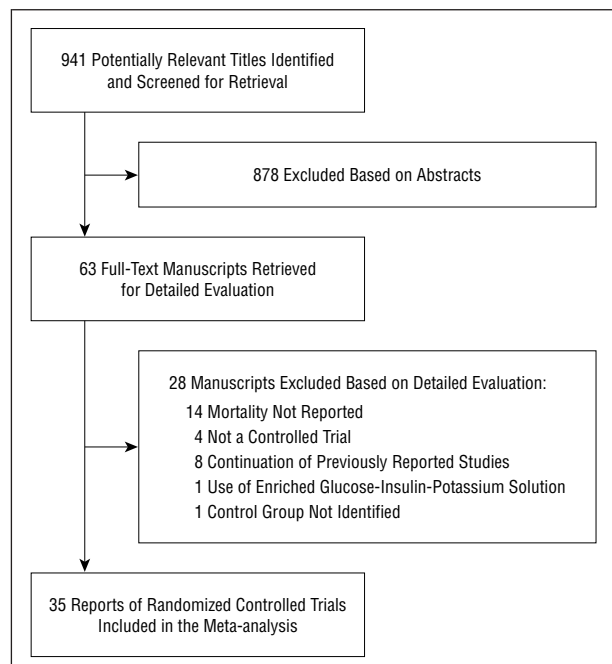 941 Potentially Relevant Titles Identified
and Screened for Retrieval
878 Excluded Based on Abstracts
63 Full-Text Manuscripts Retrieved
for Detailed Evaluation
28 Manuscripts Excluded Based on Detailed Evaluation:
14 Mortality Not Reported
4 Not a Controlled Trial
8 Continuation of Previously Reported Studies
1 Use of Enriched Glucose-Insulin-Potassium Solution
1 Control Group Not Identified
35 Reports of Randomized Controlled Trials
Included in the Meta-analysis